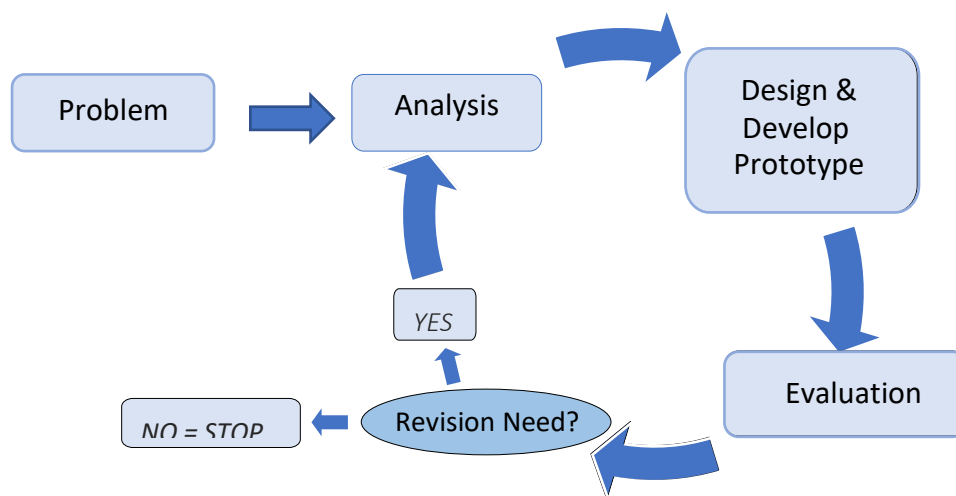 Problem
Analysis
Design &
Develop
Prototype
Evaluation
Revision Need?
YES
NO = STOP